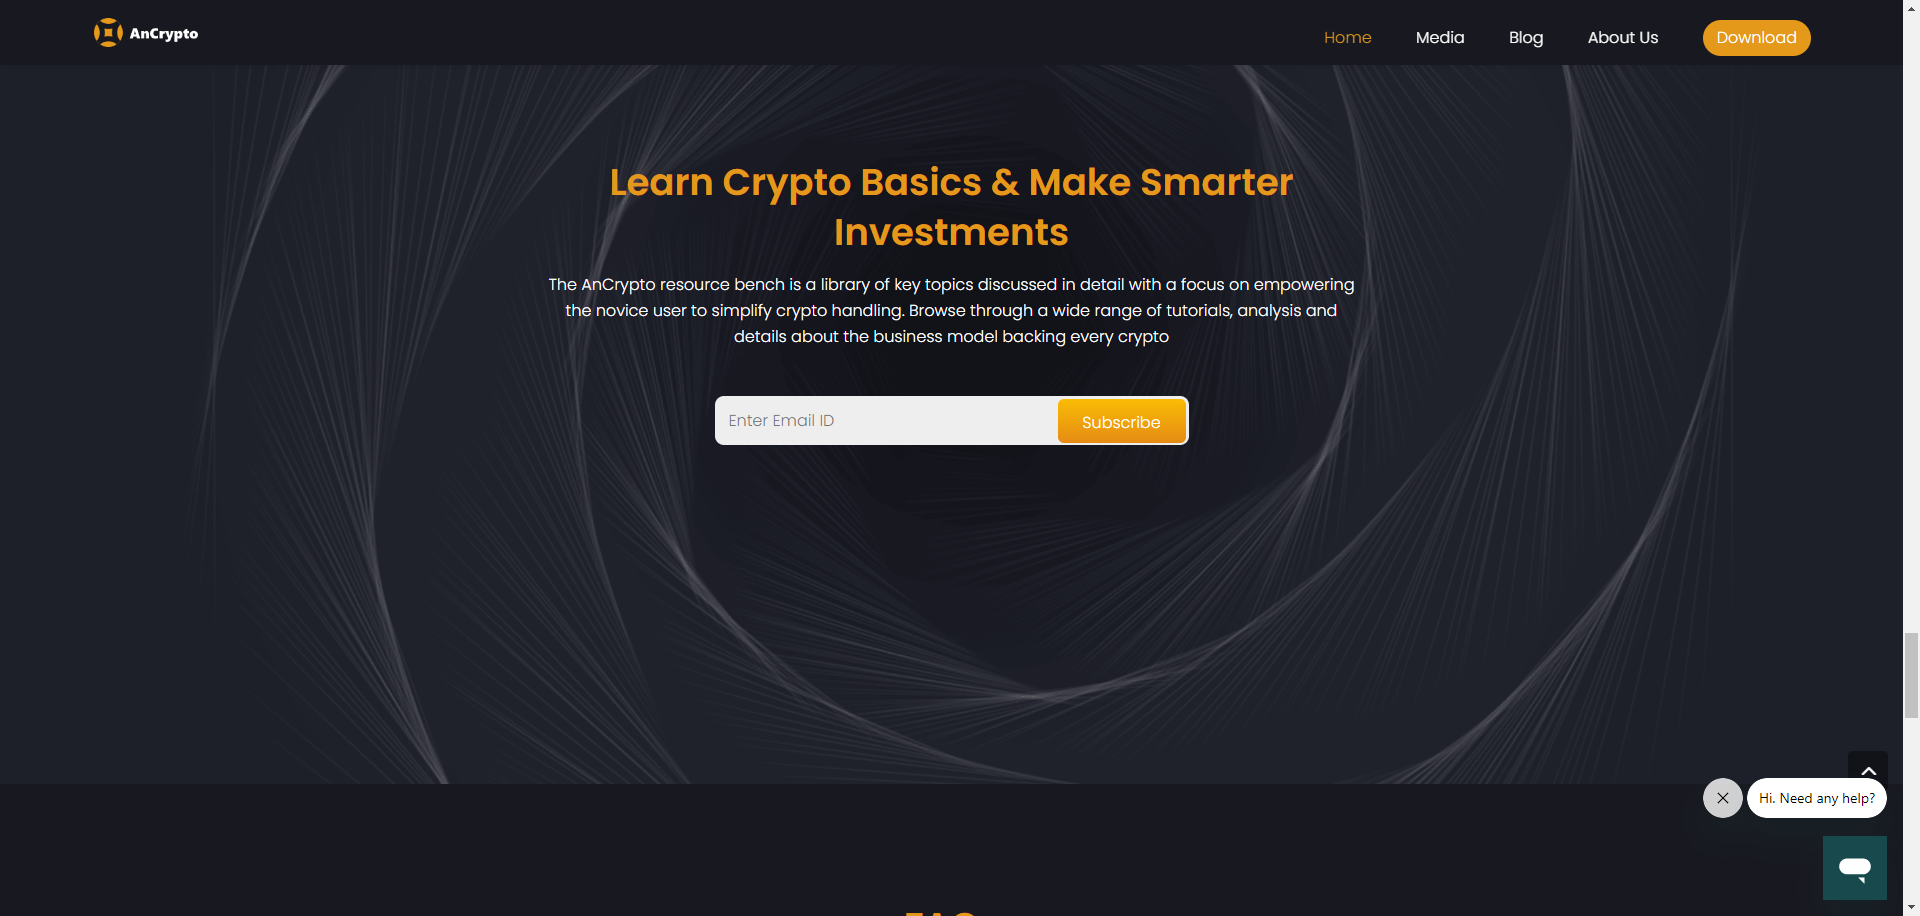 AnCrypto
Home
Media
Blog
About Us
Download
Learn Crypto Basics & Make Smarter
Investments
The AnCrypto resource bench is a library of key topics discussed in detail with a focus on empowering
the novice user to simplify crypto handling. Browse through a wide range of tutorials, analysis and
details about the business model backing every crypto
Enter Email ID
Subscribe
Hi. Need any help?